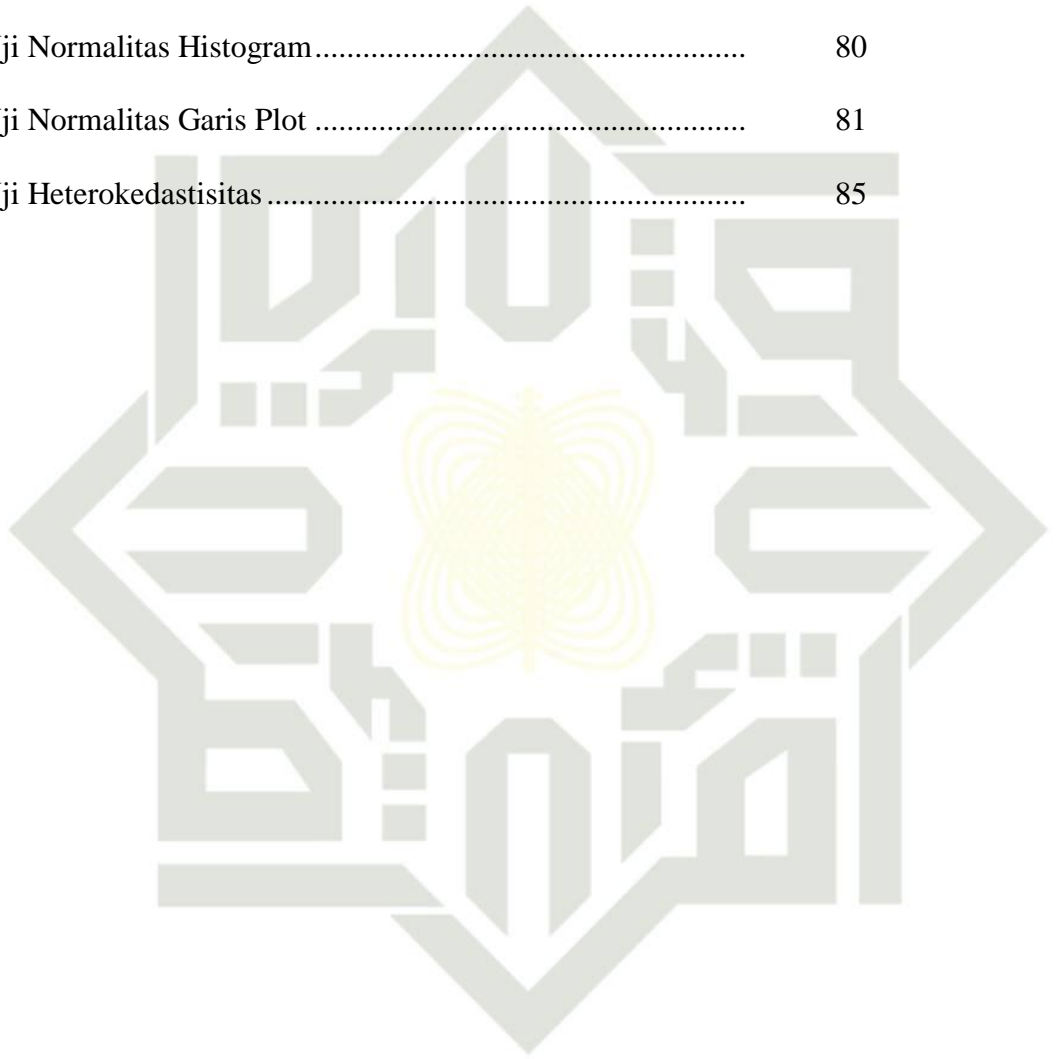 ji Normalitas Histogram ..................................................... 80
ji Normalitas Garis Plot ..................................................... 81
ji Heterokedastisitas ........................................................... 85